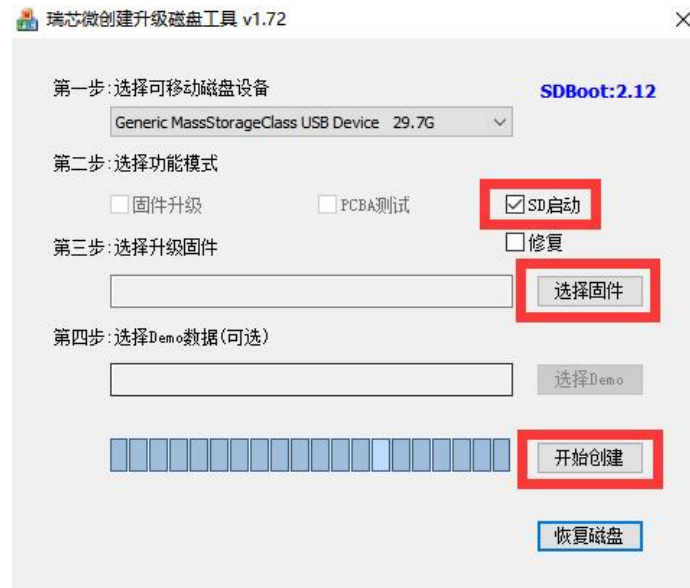 瑞芯微创建升级磁盘工具 v1.72
第一步:选择可移动磁盘设备
SDBoot:2.12
Generic MassStorageClass USB Device 29.7G
第二步:选择功能模式
固件升级 PCBA测试 SD启动
修复
第三步:选择升级固件
选择固件
第四步:选择Demo数据(可选)
选择Demo
开始创建
恢复磁盘